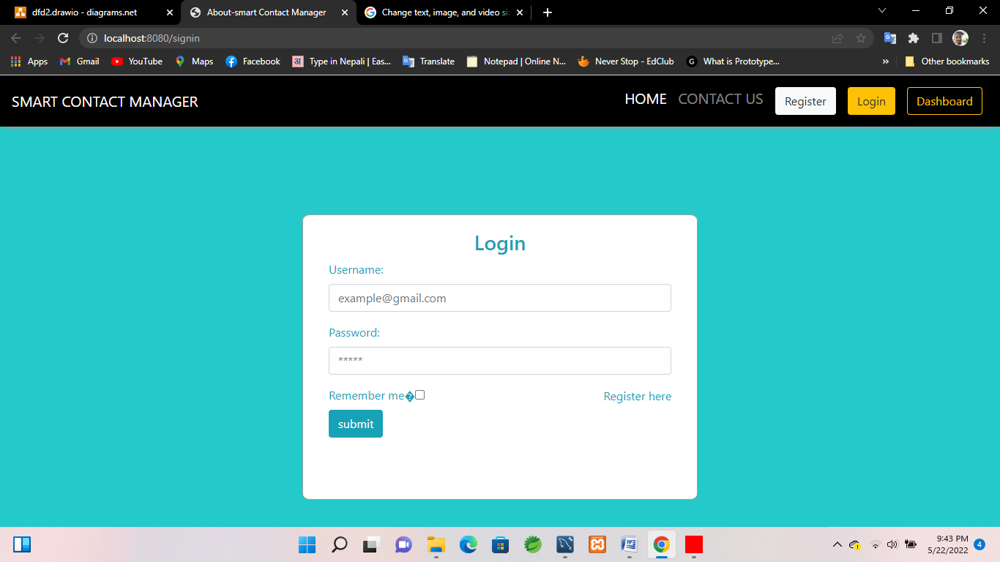 dfd2.drawio - diagrams.net
About-smart Contact Manager
Change text, image, and video si
localhost:8080/signin
Apps Gmail YouTube Maps Facebook अ Type in Nepali | Eas... Translate Notepad | Online N... Never Stop - EdClub G What is Prototype... » Other bookmarks
SMART CONTACT MANAGER HOME CONTACT US Register Login Dashboard
Login
Username:
example@gmail.com
Password:
*****
Remember me� Register here
submit
9:43 PM
5/22/2022 4